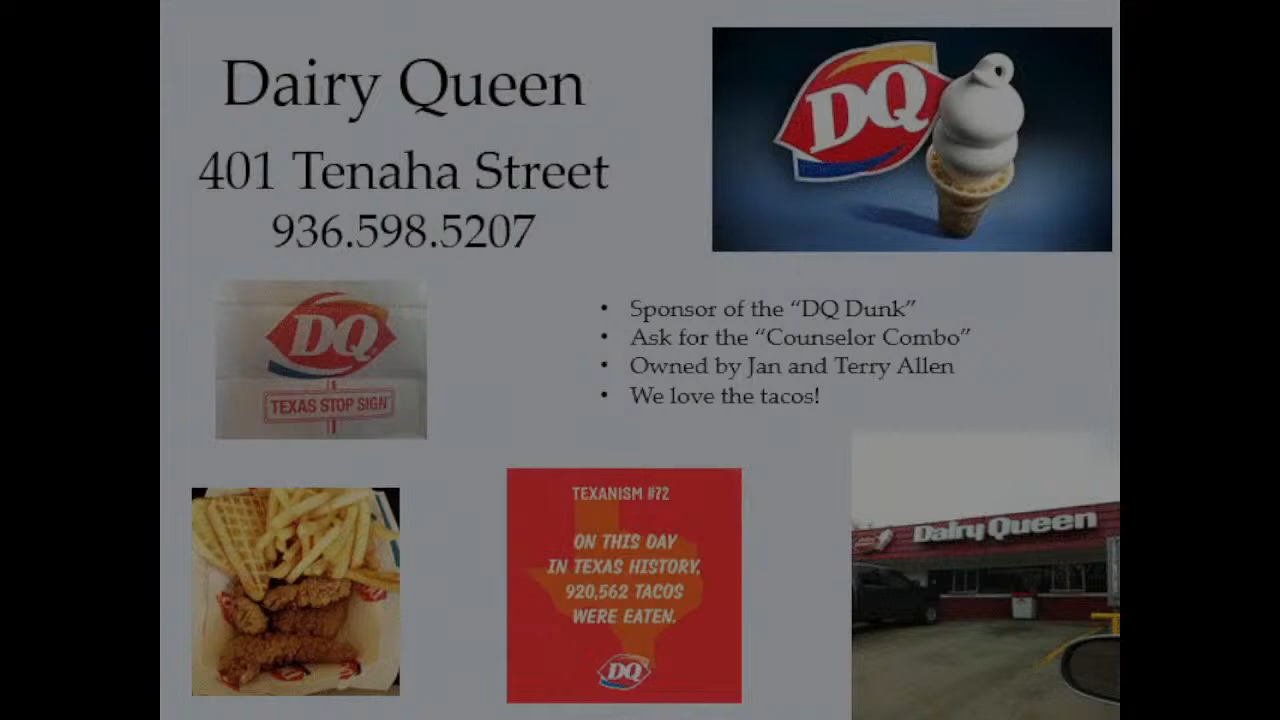 Dairy Queen
401 Tenaha Street
936.598.5207
DQ
DQ
TEXAS STOP SIGN
• Sponsor of the “DQ Dunk”
• Ask for the “Counselor Combo”
• Owned by Jan and Terry Allen
• We love the tacos!
TEXANISM #72
ON THIS DAY
IN TEXAS HISTORY,
920,562 TACOS
WERE EATEN.
DQ
Dairy Queen